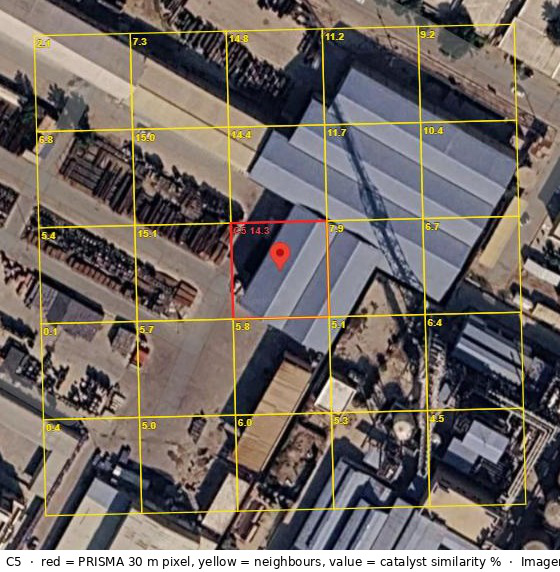 7.3 14.8 11.2 9.2
6.8 15.0 14.4 11.7 10.4
5.4 15.1 C5 14.3 7.9 6.7
0.1 5.7 5.8 5.1 6.4
0.4 5.0 6.0 5.3 4.5
C5 · red = PRISMA 30 m pixel, yellow = neighbours, value = catalyst similarity % · Image